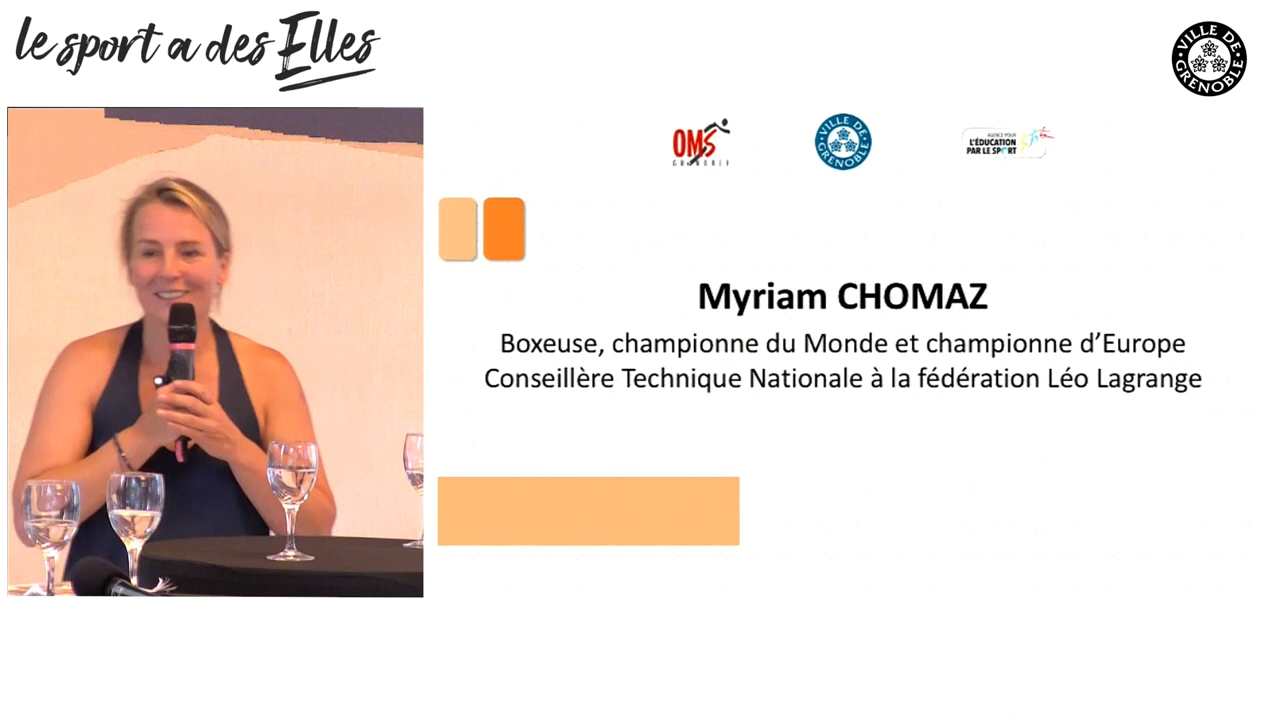 le sport a des Elles
VILLE DE
GRENOBLE
OMS
GRENOBLE
VILLE DE
GRENOBLE
AGENCE POUR
L'ÉDUCATION
PAR LE SPORT
Myriam CHOMAZ
Boxeuse, championne du Monde et championne d’Europe
Conseillère Technique Nationale à la fédération Léo Lagrange